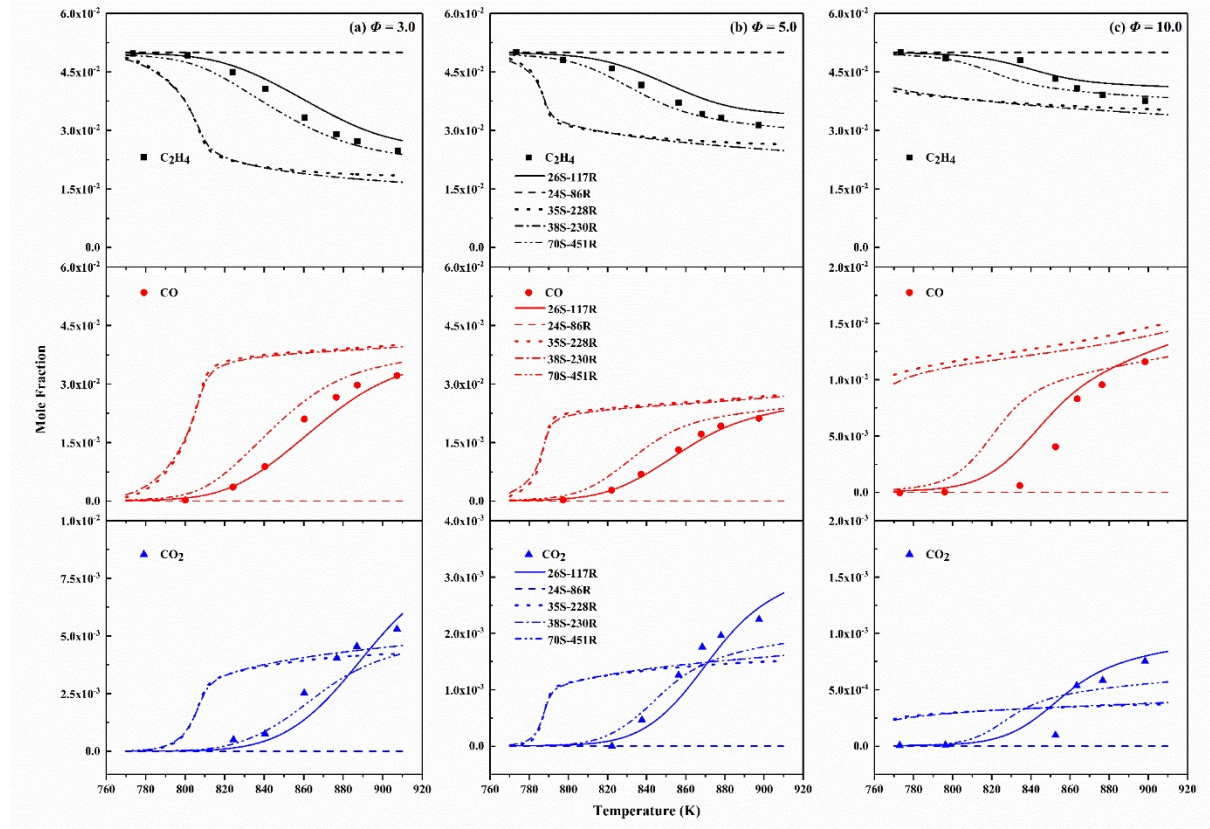 Mole Fraction
(a) Φ = 3.0
6.0x10-2
4.5x10-2
3.0x10-2
1.5x10-2
0.0
C2H4
(b) Φ = 5.0
6.0x10-2
4.5x10-2
3.0x10-2
1.5x10-2
0.0
C2H4
26S-117R
24S-86R
35S-228R
38S-230R
70S-451R
(c) Φ = 10.0
6.0x10-2
4.5x10-2
3.0x10-2
1.5x10-2
0.0
C2H4
6.0x10-2
4.5x10-2
3.0x10-2
1.5x10-2
0.0
CO
6.0x10-2
4.5x10-2
3.0x10-2
1.5x10-2
0.0
CO
26S-117R
24S-86R
35S-228R
38S-230R
70S-451R
2.0x10-2
1.5x10-2
1.0x10-2
5.0x10-3
0.0
CO
1.0x10-2
7.5x10-3
5.0x10-3
2.5x10-3
0.0
CO2
4.0x10-3
3.0x10-3
2.0x10-3
1.0x10-3
0.0
CO2
26S-117R
24S-86R
35S-228R
38S-230R
70S-451R
2.0x10-3
1.5x10-3
1.0x10-3
5.0x10-4
0.0
CO2
760 780 800 820 840 860 880 900 920
760 780 800 820 840 860 880 900 920
760 780 800 820 840 860 880 900 920
Temperature (K)